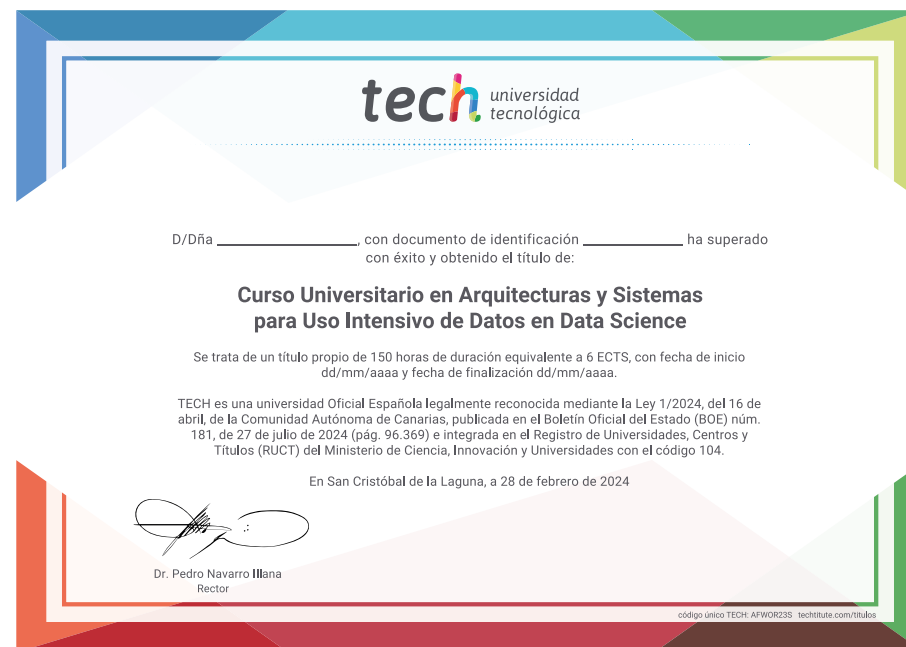 tech universidad
tecnológica
D/Dña ____________________, con documento de identificación ______________ ha superado
con éxito y obtenido el título de:
Curso Universitario en Arquitecturas y Sistemas
para Uso Intensivo de Datos en Data Science
Se trata de un título propio de 150 horas de duración equivalente a 6 ECTS, con fecha de inicio
dd/mm/aaaa y fecha de finalización dd/mm/aaaa.
TECH es una universidad Oficial Española legalmente reconocida mediante la Ley 1/2024, del 16 de
abril, de la Comunidad Autónoma de Canarias, publicada en el Boletín Oficial del Estado (BOE) núm.
181, de 27 de julio de 2024 (pág. 96.369) e integrada en el Registro de Universidades, Centros y
Títulos (RUCT) del Ministerio de Ciencia, Innovación y Universidades con el código 104.
En San Cristóbal de la Laguna, a 28 de febrero de 2024
Dr. Pedro Navarro Illana
Rector
código único TECH: AFWOR23S techtitute.com/titulos